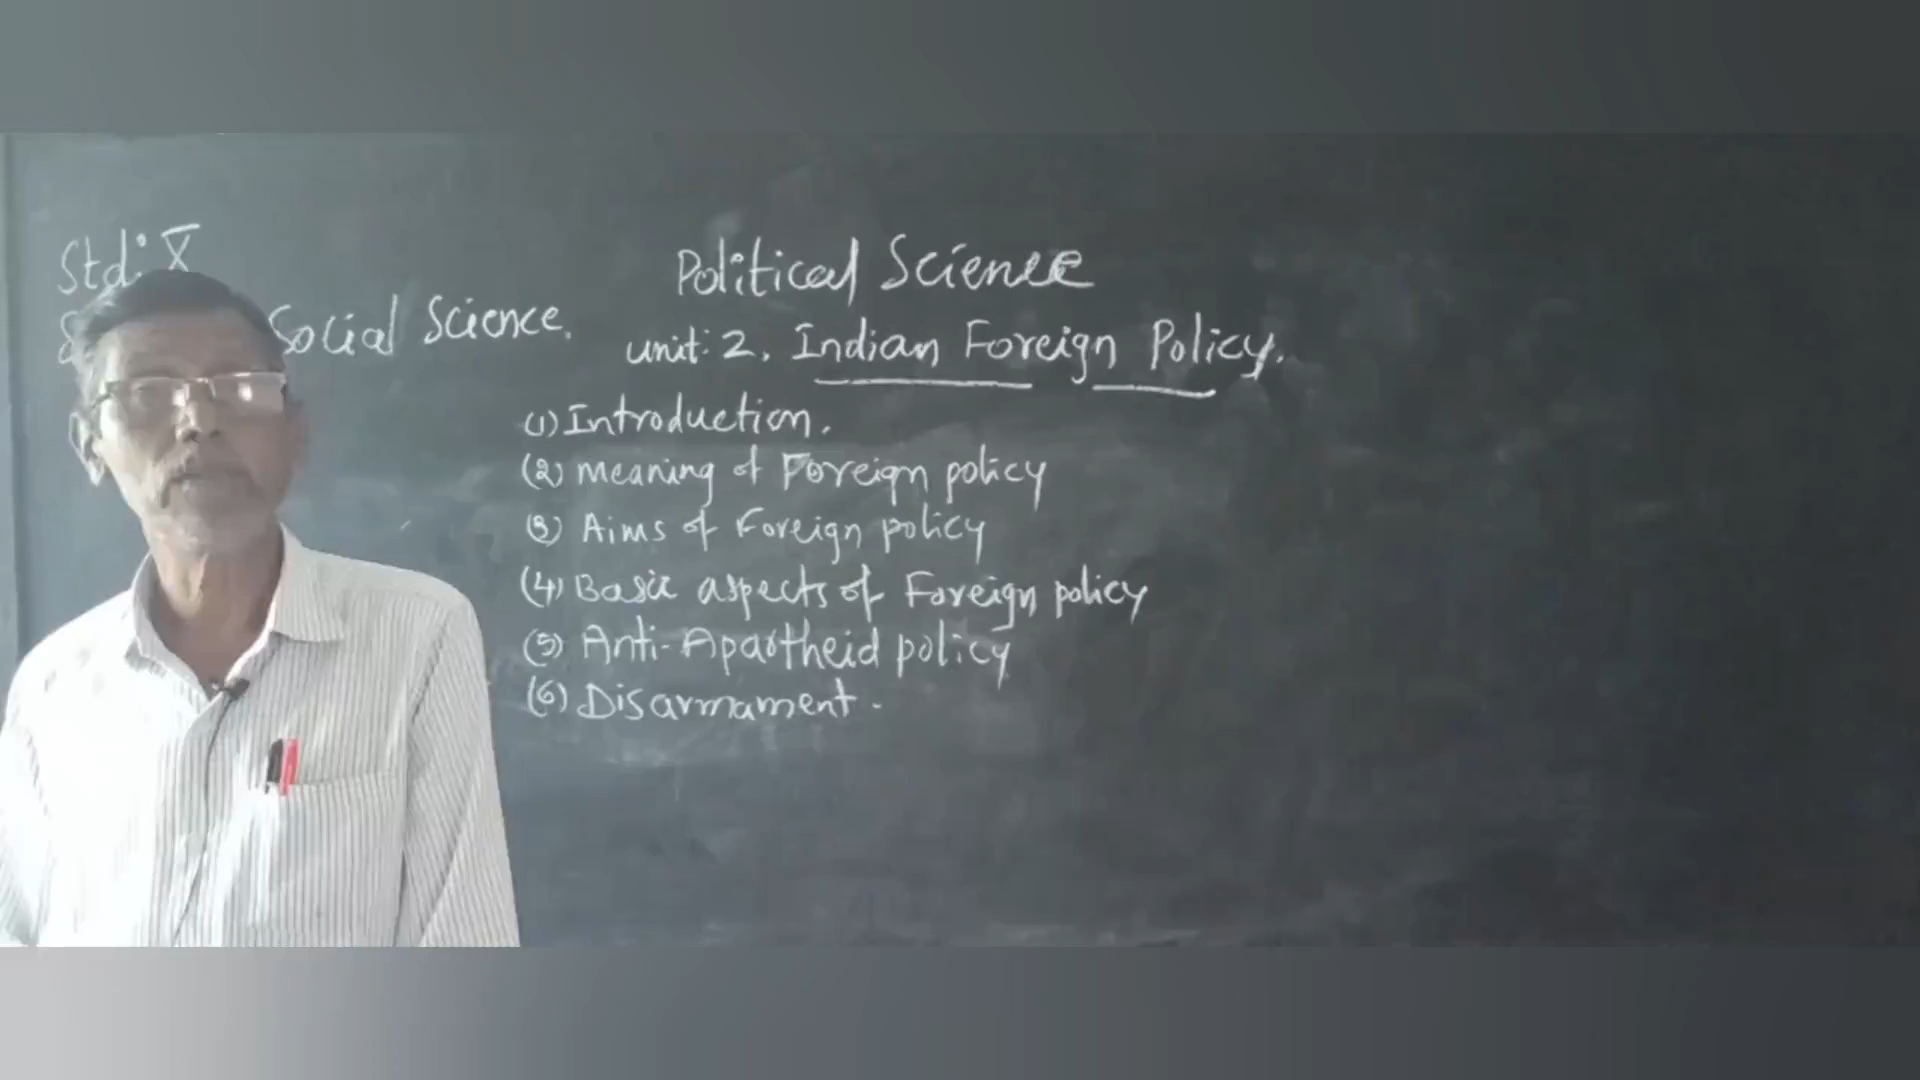 Std: X
Social Science.
Political Science
unit: 2. Indian Foreign Policy.
(1) Introduction.
(2) Meaning of Foreign policy
(3) Aims of Foreign policy
(4) Basic aspects of Foreign policy
(5) Anti-Apartheid policy
(6) Disarmament.